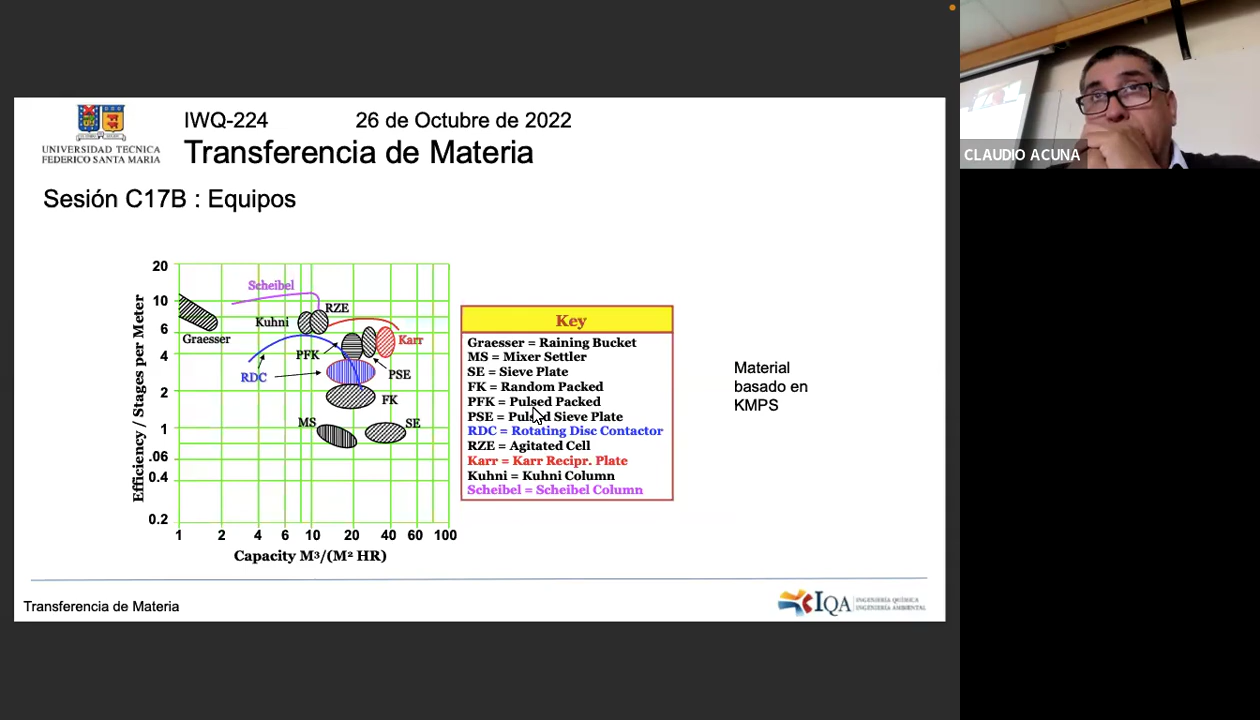 IWQ-224 26 de Octubre de 2022
Transferencia de Materia
UNIVERSIDAD TECNICA
FEDERICO SANTA MARIA
Sesión C17B : Equipos
CLAUDIO ACUNA
Efficiency / Stages per Meter
20
10
6
4
2
1
.06
0.4
0.2
Scheibel
RZE
Kuhni
Graesser
Karr
PFK
PSE
RDC
FK
MS
SE
1 2 4 6 10 20 40 60 100
Capacity M³/(M² HR)
Key
Graesser = Raining Bucket
MS = Mixer Settler
SE = Sieve Plate
FK = Random Packed
PFK = Pulsed Packed
PSE = Pulsed Sieve Plate
RDC = Rotating Disc Contactor
RZE = Agitated Cell
Karr = Karr Recipr. Plate
Kuhni = Kuhni Column
Scheibel = Scheibel Column
Material
basado en
KMPS
Transferencia de Materia
IQA
INGENIERÍA QUÍMICA
INGENIERÍA AMBIENTAL